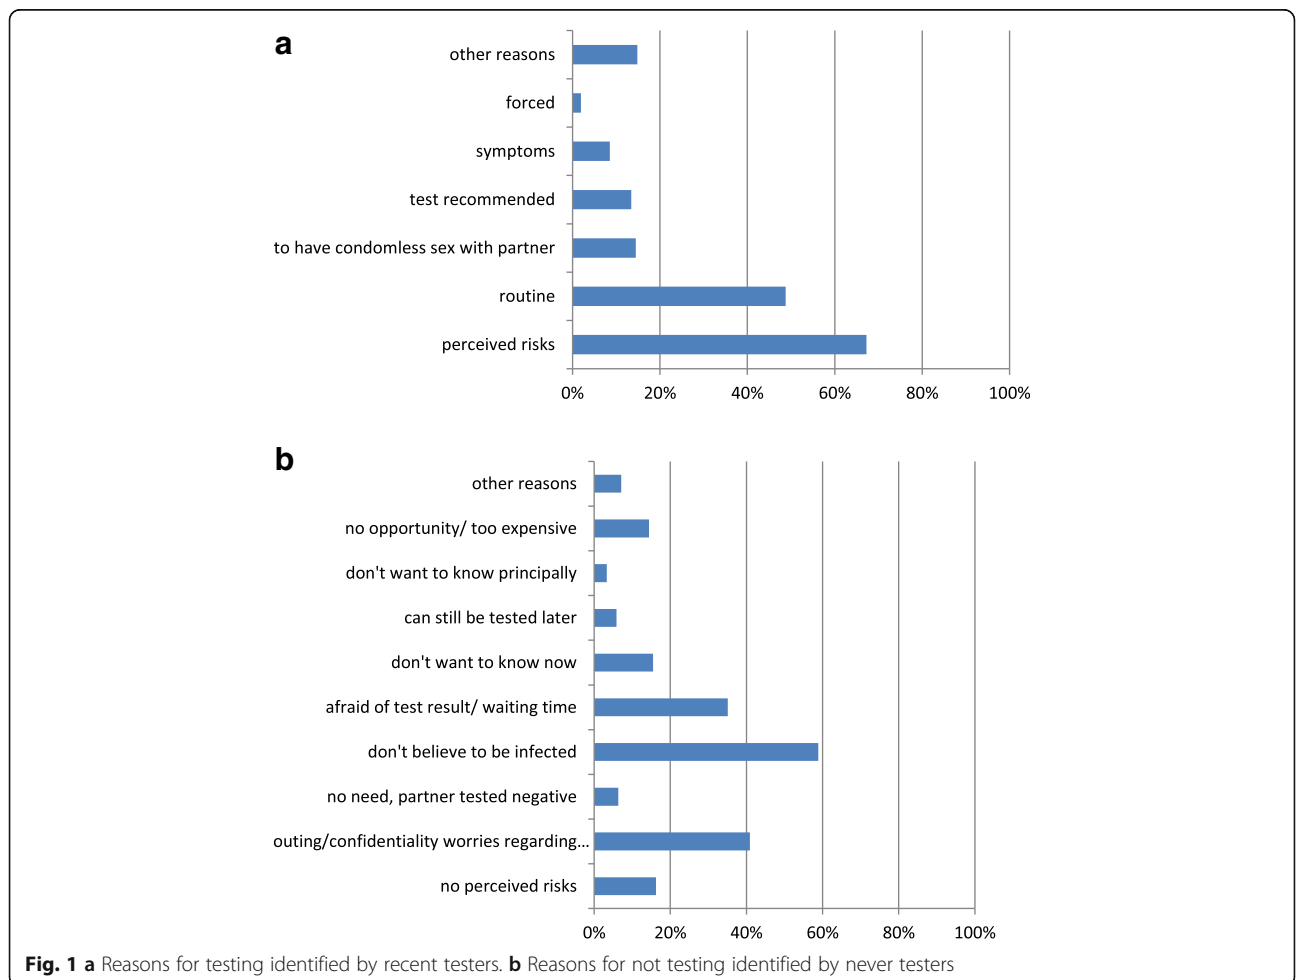 a
other reasons
forced
symptoms
test recommended
to have condomless sex with partner
routine
perceived risks
0% 20% 40% 60% 80% 100%
b
other reasons
no opportunity/ too expensive
don't want to know principally
can still be tested later
don't want to know now
afraid of test result/ waiting time
don't believe to be infected
no need, partner tested negative
outing/confidentiality worries regarding...
no perceived risks
0% 20% 40% 60% 80% 100%
Fig. 1 a Reasons for testing identified by recent testers. b Reasons for not testing identified by never testers